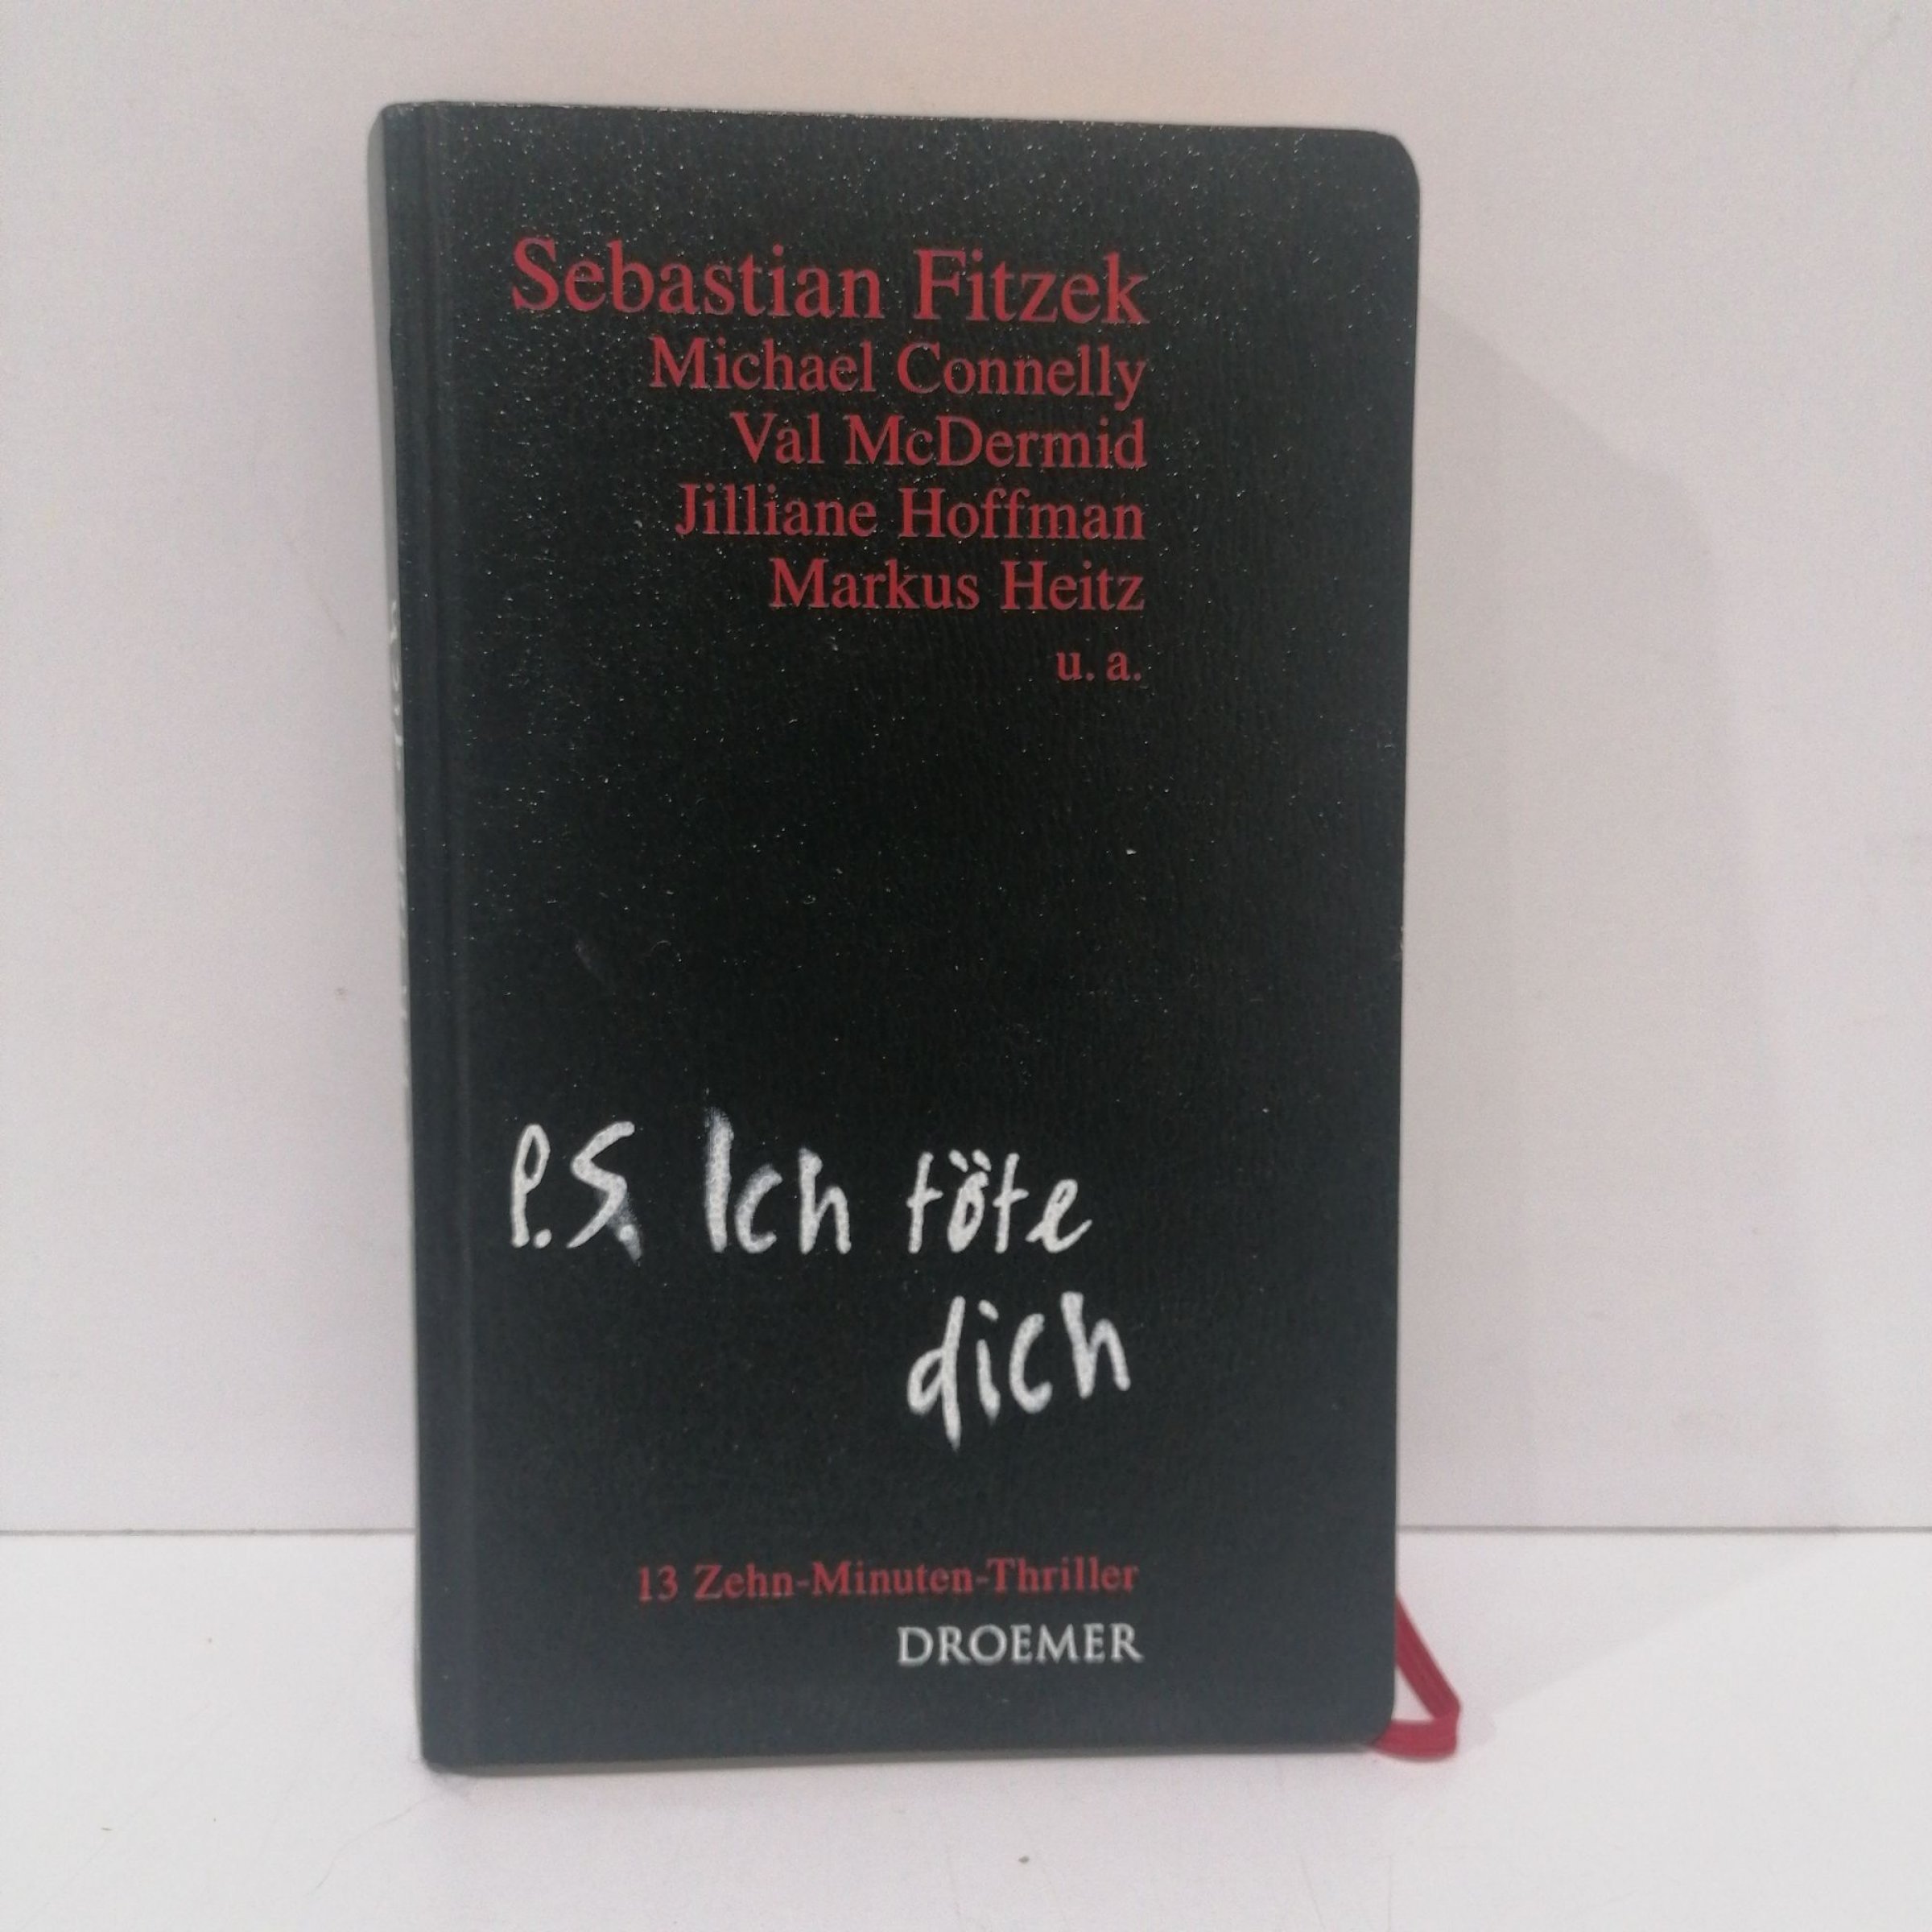 Sebastian Fitzek
Michael Connelly
Val McDermid
Jilliane Hoffman
Markus Heitz
u. a.
P.S. Ich töte
dich
13 Zehn-Minuten-Thriller
DROEMER